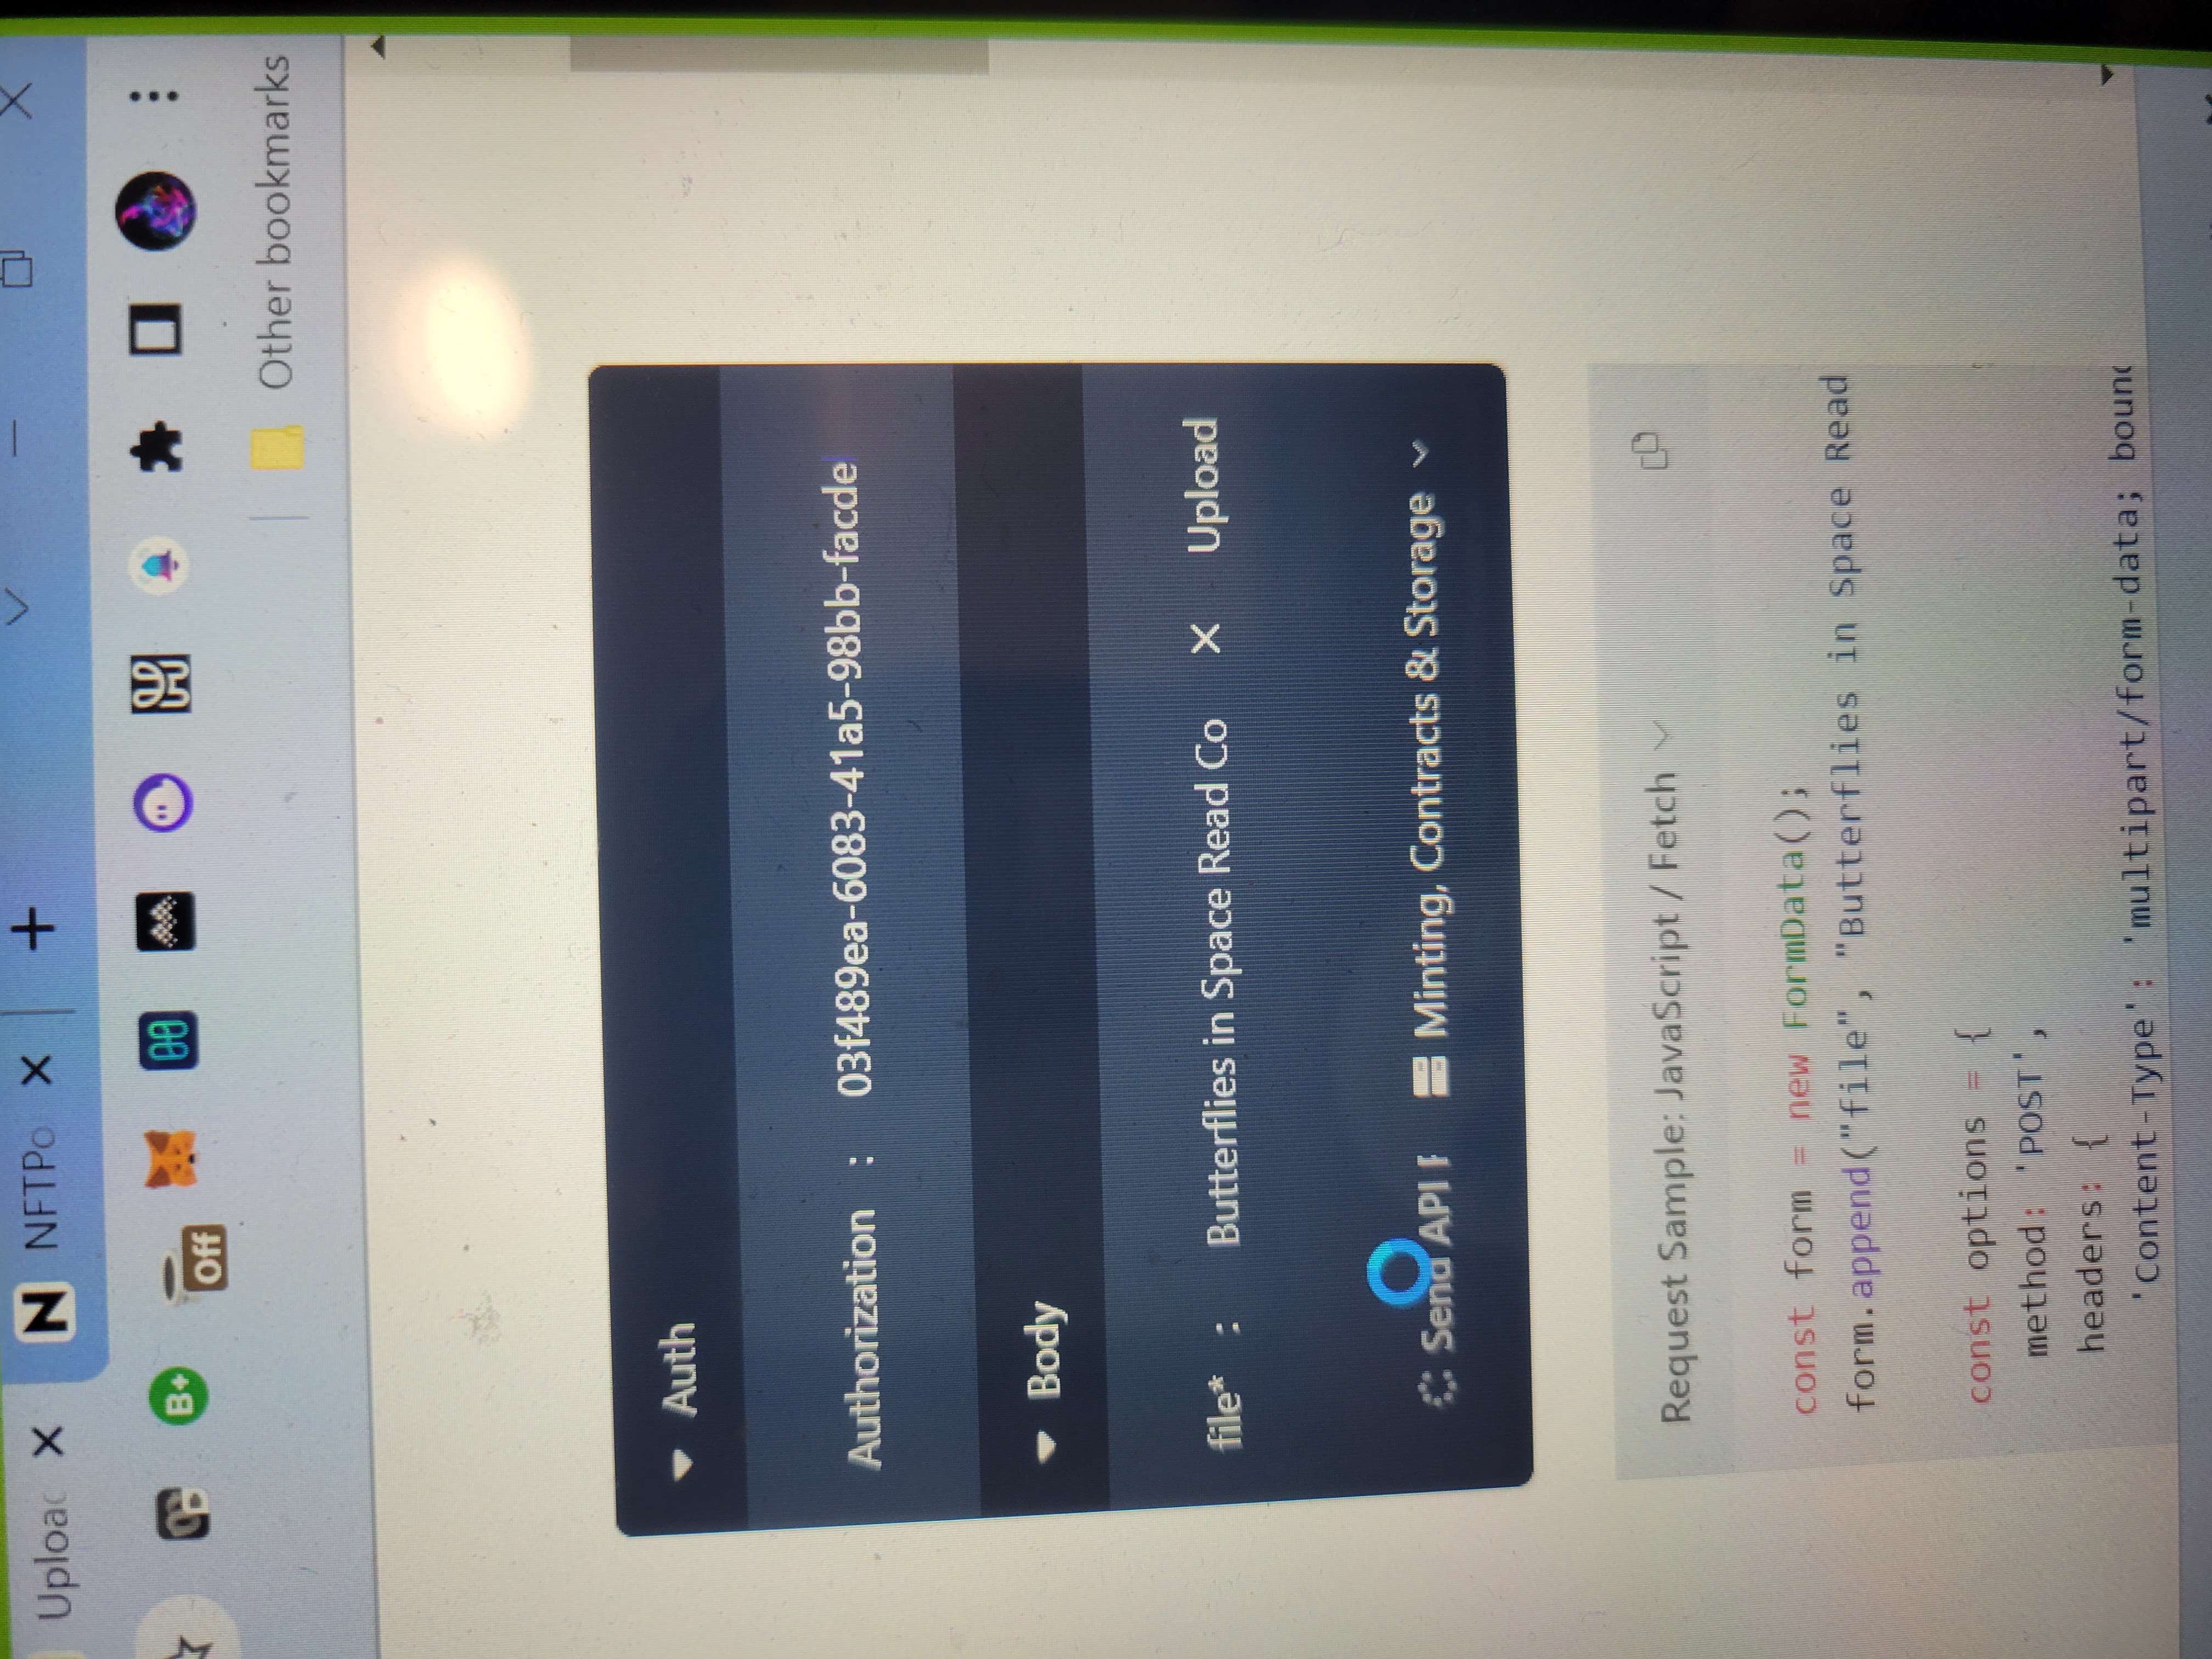 Uploa
NFTPo
B+
Off
Other bookmarks
Auth
Authorization : 03f489ea-6083-41a5-98bb-facde
Body
file* : Butterflies in Space Read Co Upload
Send API Minting, Contracts & Storage
Request Sample: JavaScript / Fetch
const form = new FormData();
form.append("file", "Butterflies in Space Read
const options = {
method: 'POST',
headers: {
'Content-Type': 'multipart/form-data; boun